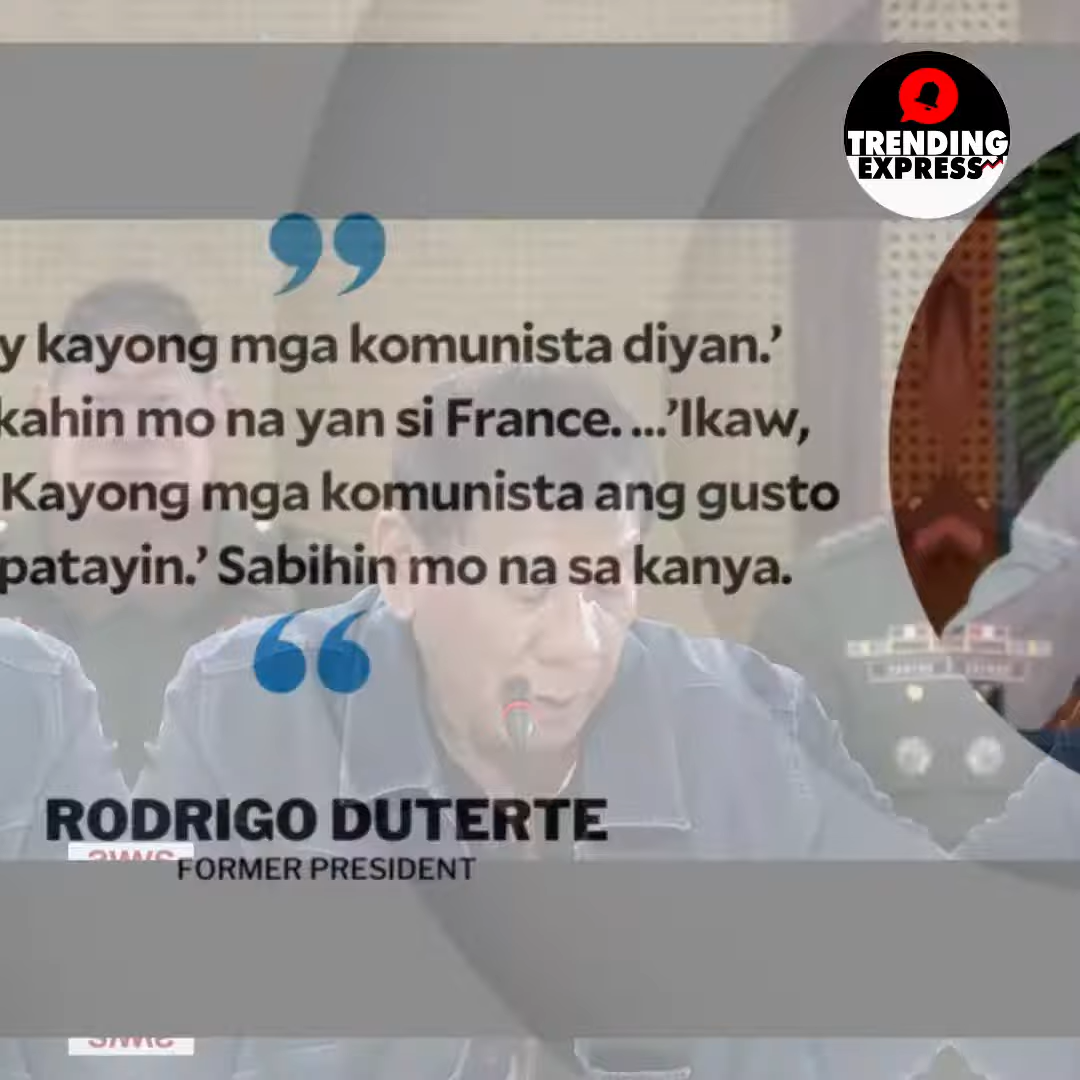 TRENDING
EXPRESS
y kayong mga komunista diyan.’
kahin mo na yan si France. ...’Ikaw,
Kayong mga komunista ang gusto
patayin.’ Sabihin mo na sa kanya.
RODRIGO DUTERTE
FORMER PRESIDENT